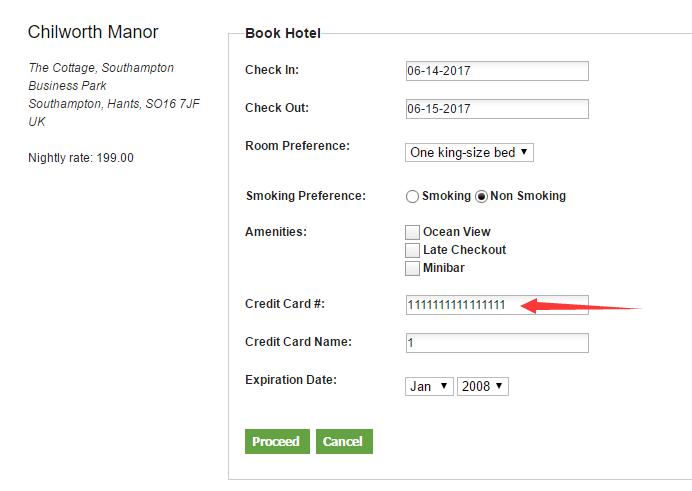 Chilworth Manor
The Cottage, Southampton
Business Park
Southampton, Hants, SO16 7JF
UK
Nightly rate: 199.00
Book Hotel
Check In: 06-14-2017
Check Out: 06-15-2017
Room Preference: One king-size bed
Smoking Preference: Smoking Non Smoking
Amenities: Ocean View
Late Checkout
Minibar
Credit Card #: 1111111111111111
Credit Card Name: 1
Expiration Date: Jan 2008
Proceed Cancel